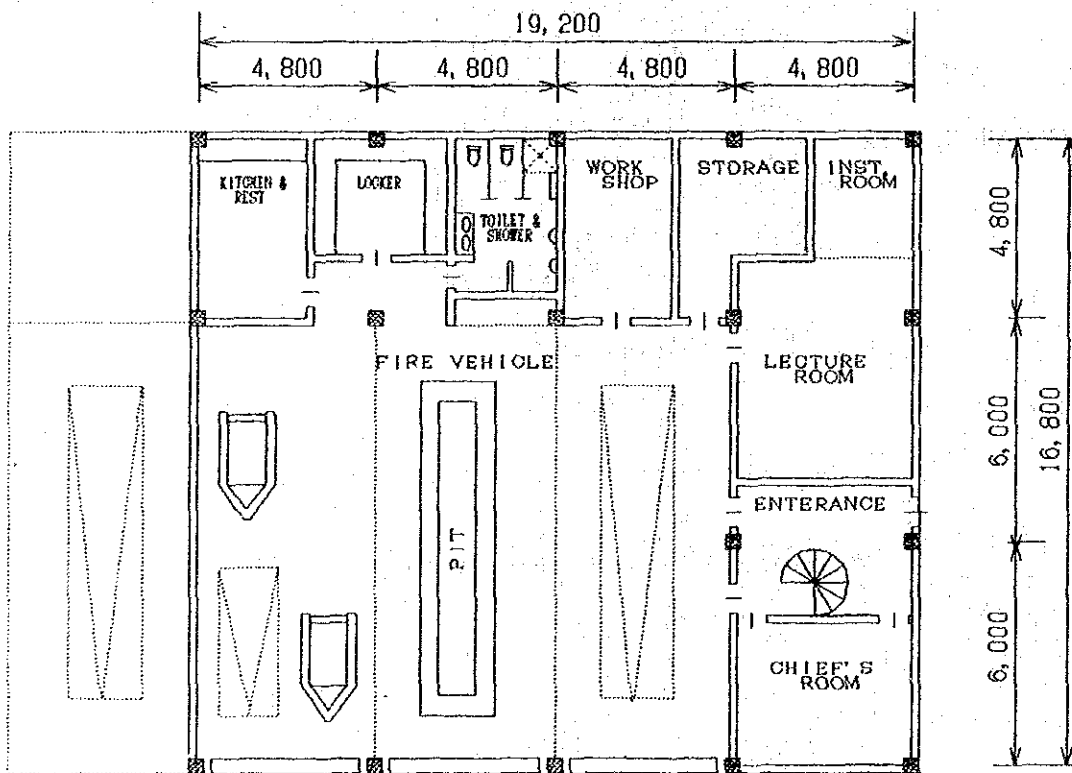 19,200
4,800
4,800
4,800
4,800
KITCHEN &
REST
LOCKER
TOILET &
SHOWER
WORK
SHOP
STORAGE
INST.
ROOM
4,800
FIRE VEHICLE
LECTURE
ROOM
6,000
16,800
ENTERANCE
PIT
6,000
CHIEF'S
ROOM